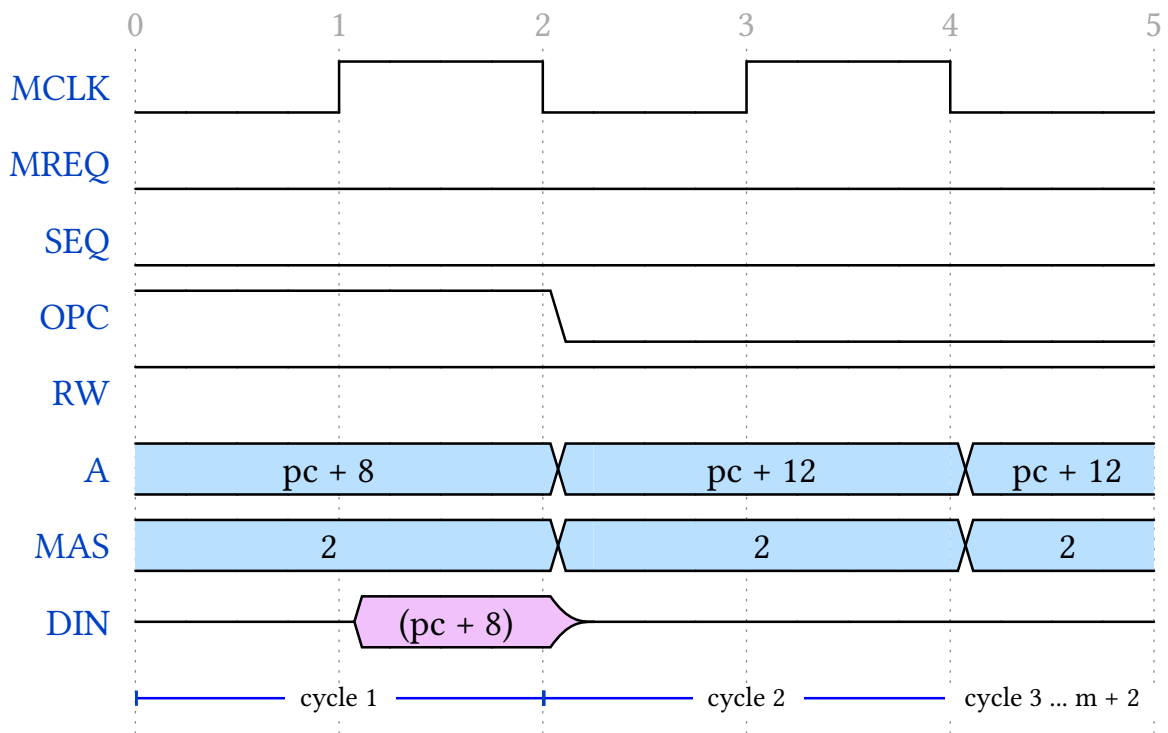 0 1 2 3 4 5
MCLK
MREQ
SEQ
OPC
RW
A pc + 8 pc + 12 pc + 12
MAS 2 2 2
DIN (pc + 8)
cycle 1 cycle 2 cycle 3 ... m + 2